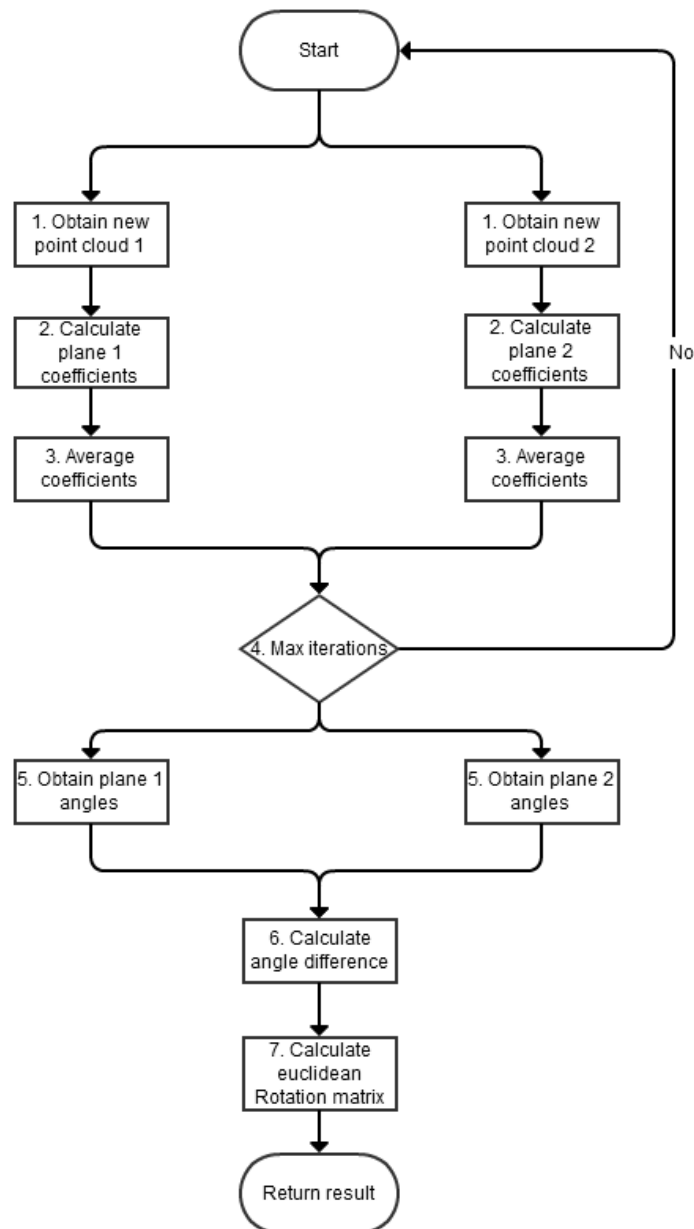 Start
1. Obtain new
point cloud 1
1. Obtain new
point cloud 2
2. Calculate
plane 1
coefficients
2. Calculate
plane 2
coefficients
No
3. Average
coefficients
3. Average
coefficients
4. Max iterations
5. Obtain plane 1
angles
5. Obtain plane 2
angles
6. Calculate
angle difference
7. Calculate
euclidean
Rotation matrix
Return result